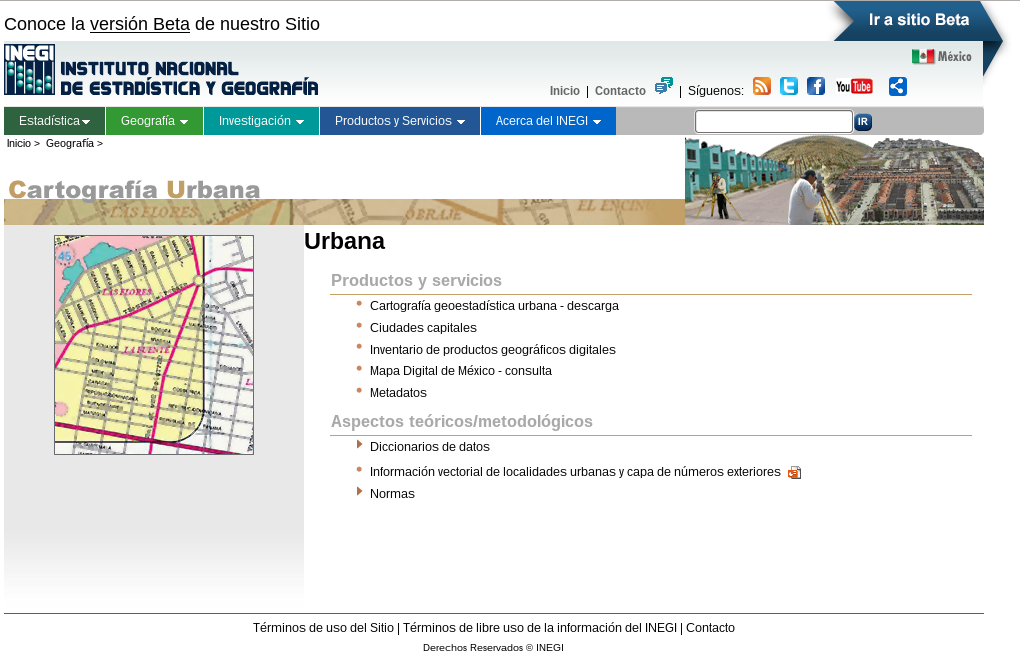 Conoce la versión Beta de nuestro Sitio
Ir a sitio Beta
INEGI
INSTITUTO NACIONAL
DE ESTADÍSTICA Y GEOGRAFÍA
México
Inicio | Contacto | Síguenos: You Tube
Estadística Geografía Investigación Productos y Servicios Acerca del INEGI IR
Inicio > Geografía >
Cartografía Urbana
LAS FLORES OBRAJE EL ENCINO
Urbana
45
LAS FLORES
LA FUENTE
Productos y servicios
Cartografía geoestadística urbana - descarga
Ciudades capitales
Inventario de productos geográficos digitales
Mapa Digital de México - consulta
Metadatos
Aspectos teóricos/metodológicos
Diccionarios de datos
Información vectorial de localidades urbanas y capa de números exteriores
Normas
Términos de uso del Sitio | Términos de libre uso de la información del INEGI | Contacto
Derechos Reservados © INEGI